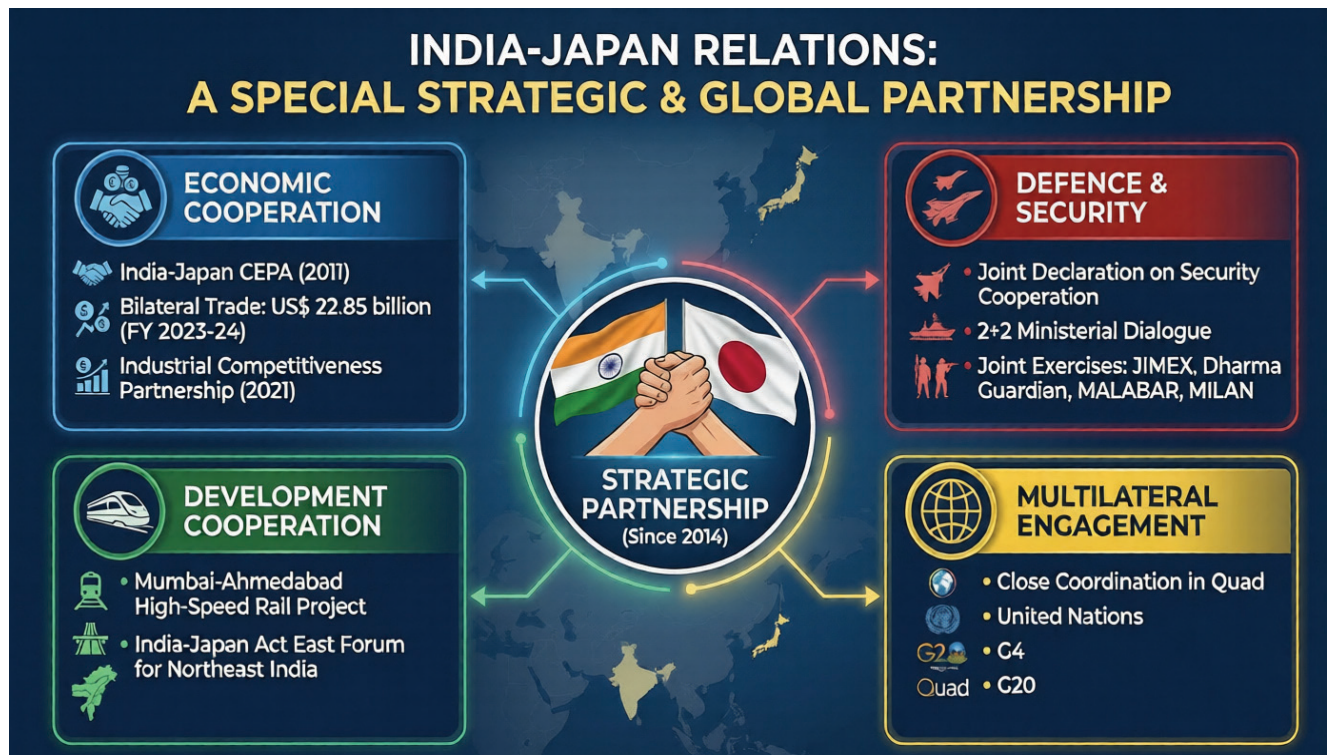 INDIA-JAPAN RELATIONS:
A SPECIAL STRATEGIC & GLOBAL PARTNERSHIP
ECONOMIC
COOPERATION
India-Japan CEPA (2011)
Bilateral Trade: US$ 22.85 billion
(FY 2023-24)
Industrial Competitiveness
Partnership (2021)
DEFENCE &
SECURITY
• Joint Declaration on Security
Cooperation
• 2+2 Ministerial Dialogue
• Joint Exercises: JIMEX, Dharma
Guardian, MALABAR, MILAN
STRATEGIC
PARTNERSHIP
(Since 2014)
DEVELOPMENT
COOPERATION
• Mumbai-Ahmedabad
High-Speed Rail Project
• India-Japan Act East Forum
for Northeast India
MULTILATERAL
ENGAGEMENT
• Close Coordination in Quad
• United Nations
G20 • G4
Quad • G20